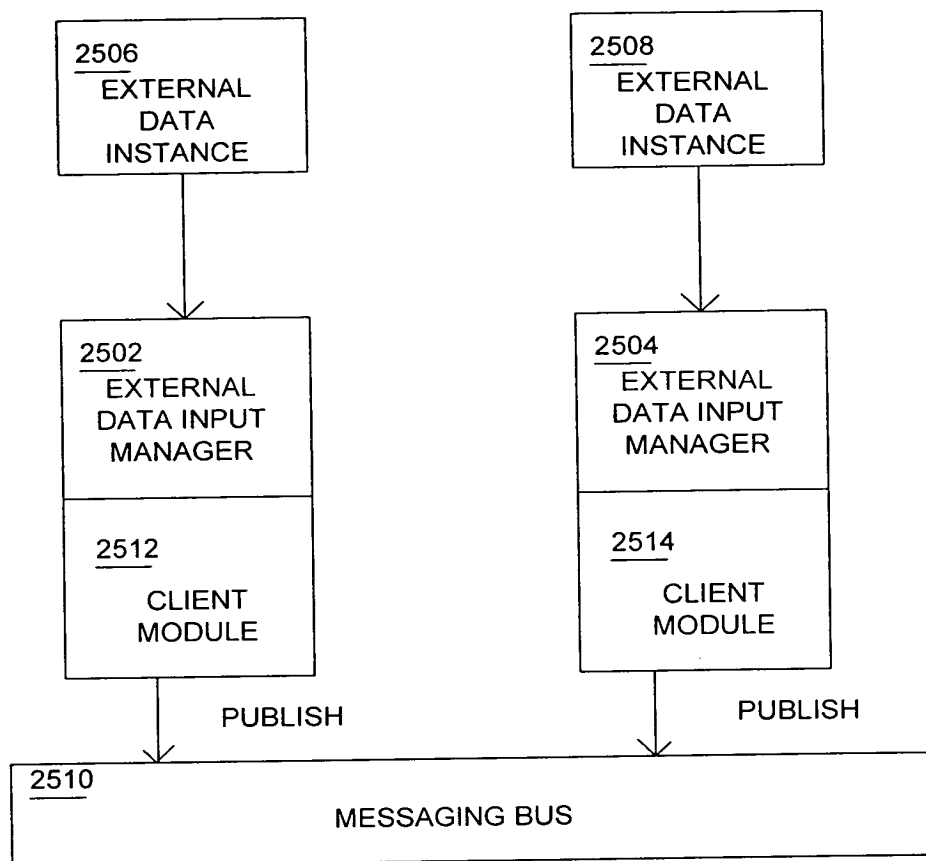 2506
EXTERNAL
DATA
INSTANCE
2508
EXTERNAL
DATA
INSTANCE
2502
EXTERNAL
DATA INPUT
MANAGER
2504
EXTERNAL
DATA INPUT
MANAGER
2512
CLIENT
MODULE
2514
CLIENT
MODULE
PUBLISH
PUBLISH
2510
MESSAGING BUS